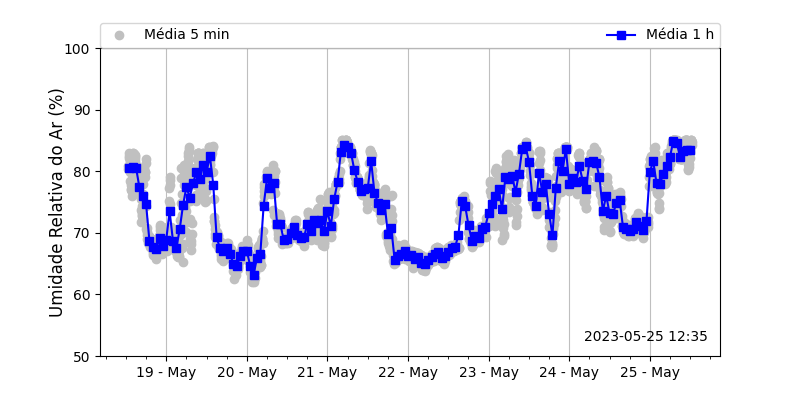 Média 5 min
Média 1 h
Umidade Relativa do Ar (%)
100
90
80
70
60
50
2023-05-25 12:35
19 - May
20 - May
21 - May
22 - May
23 - May
24 - May
25 - May